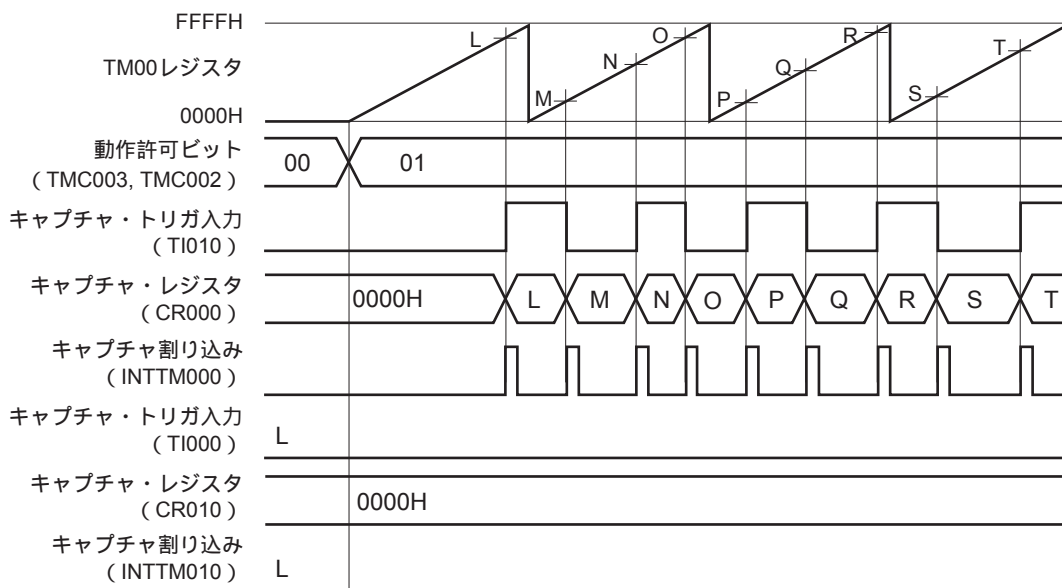 FFFFH
TM00レジスタ
0000H
L M N O P Q R S T
動作許可ビット
（TMC003, TMC002）
00 01
キャプチャ・トリガ入力
（TI010）
キャプチャ・レジスタ
（CR000）
0000H L M N O P Q R S T
キャプチャ割り込み
（INTTM000）
キャプチャ・トリガ入力
（TI000）
L
キャプチャ・レジスタ
（CR010）
0000H
キャプチャ割り込み
（INTTM010）
L